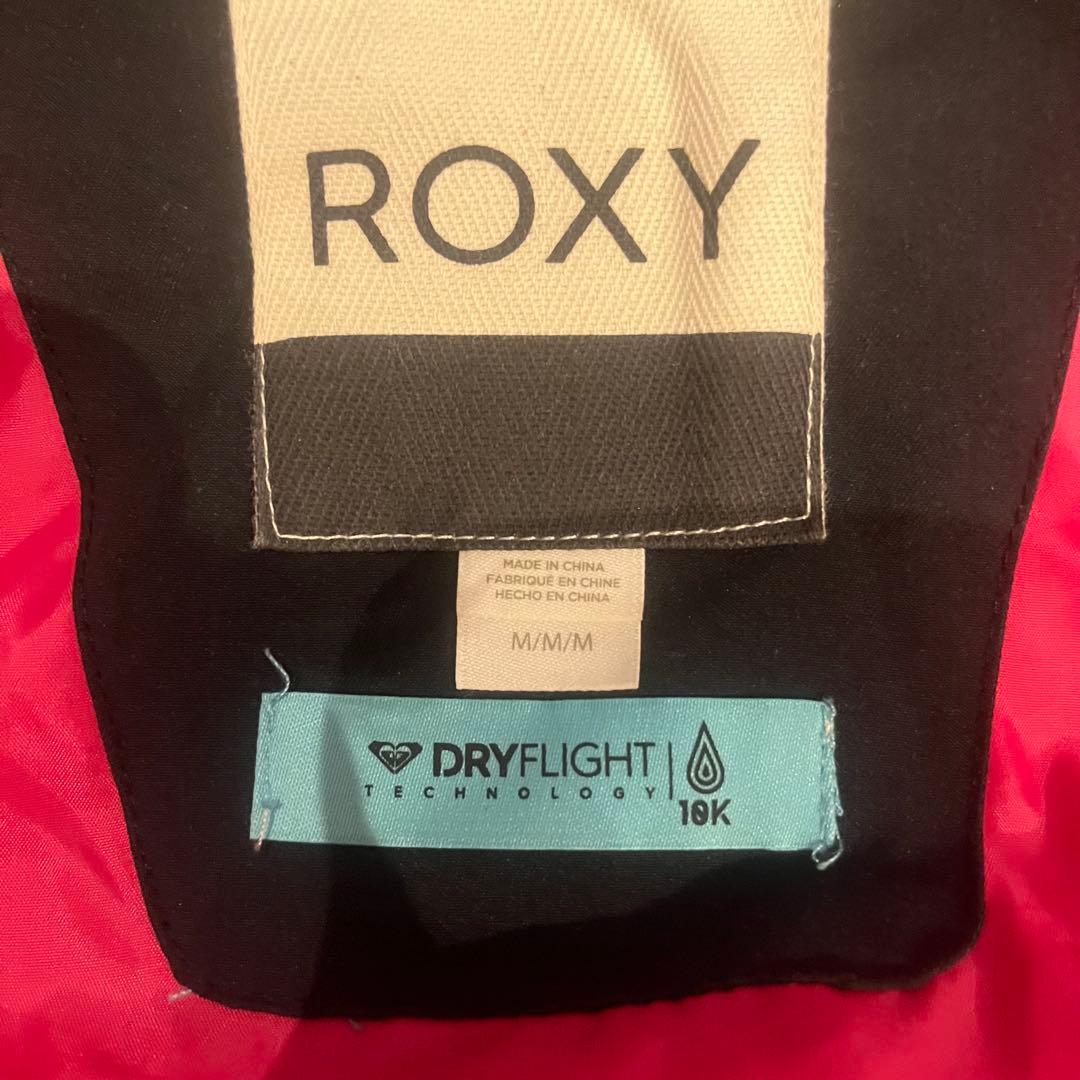 ROXY
MADE IN CHINA
FABRIQUÉ EN CHINE
HECHO EN CHINA
M/M/M
DRYFLIGHT
TECHNOLOGY
10K